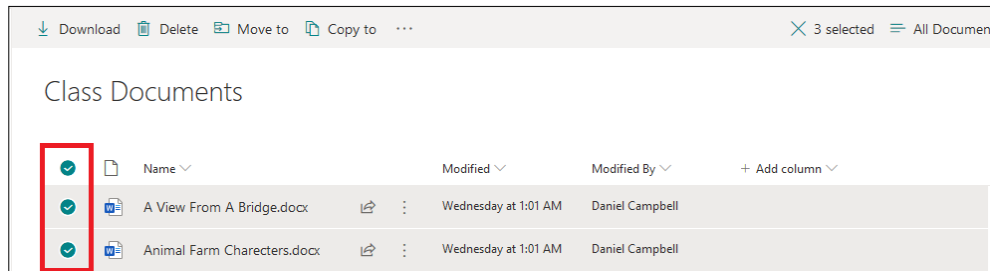 Download Delete Move to Copy to ... 3 selected All Documen
Class Documents
Name Modified Modified By + Add column
A View From A Bridge.docx Wednesday at 1:01 AM Daniel Campbell
Animal Farm Charecters.docx Wednesday at 1:01 AM Daniel Campbell